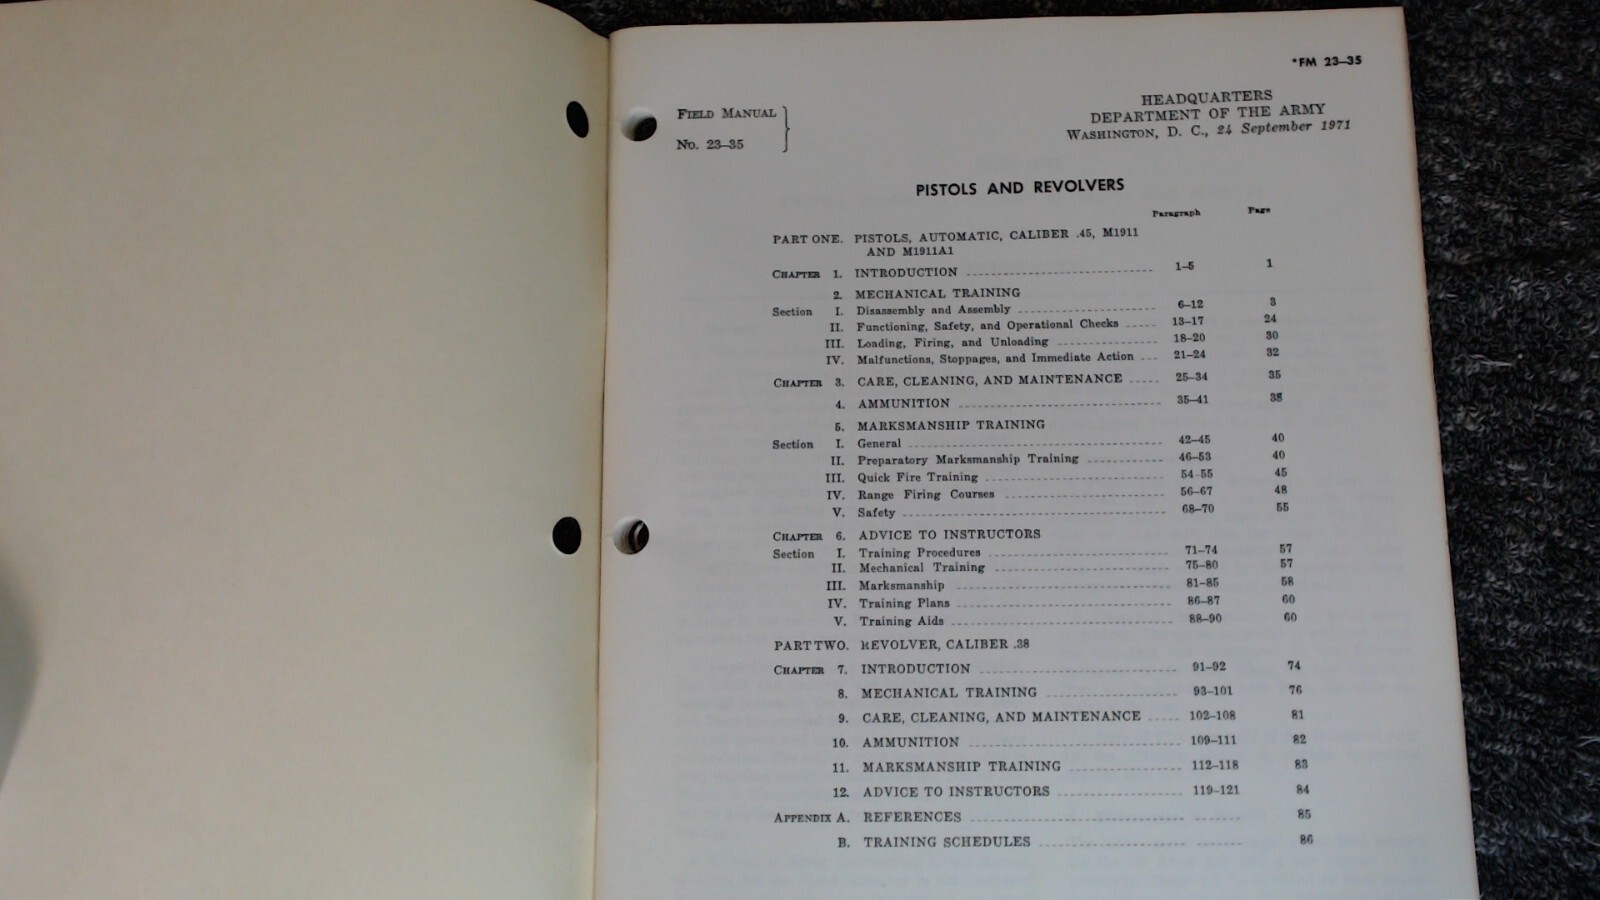 *FM 23–35
FIELD MANUAL
No. 23–35
HEADQUARTERS
DEPARTMENT OF THE ARMY
WASHINGTON, D. C., 24 September 1971
PISTOLS AND REVOLVERS
Paragraph Page
PART ONE. PISTOLS, AUTOMATIC, CALIBER .45, M1911
AND M1911A1
CHAPTER 1. INTRODUCTION 1–5 1
2. MECHANICAL TRAINING
Section I. Disassembly and Assembly 6–12 3
II. Functioning, Safety, and Operational Checks 13–17 24
III. Loading, Firing, and Unloading 18–20 30
IV. Malfunctions, Stoppages, and Immediate Action 21–24 32
CHAPTER 3. CARE, CLEANING, AND MAINTENANCE 25–34 35
4. AMMUNITION 35–41 38
5. MARKSMANSHIP TRAINING
Section I. General 42–45 40
II. Preparatory Marksmanship Training 46–53 40
III. Quick Fire Training 54–55 45
IV. Range Firing Courses 56–67 48
V. Safety 68–70 55
CHAPTER 6. ADVICE TO INSTRUCTORS
Section I. Training Procedures 71–74 57
II. Mechanical Training 75–80 57
III. Marksmanship 81–85 58
IV. Training Plans 86–87 60
V. Training Aids 88–90 60
PART TWO. REVOLVER, CALIBER .38
CHAPTER 7. INTRODUCTION 91–92 74
8. MECHANICAL TRAINING 93–101 76
9. CARE, CLEANING, AND MAINTENANCE 102–108 81
10. AMMUNITION 109–111 82
11. MARKSMANSHIP TRAINING 112–118 83
12. ADVICE TO INSTRUCTORS 119–121 84
APPENDIX A. REFERENCES 85
B. TRAINING SCHEDULES 86